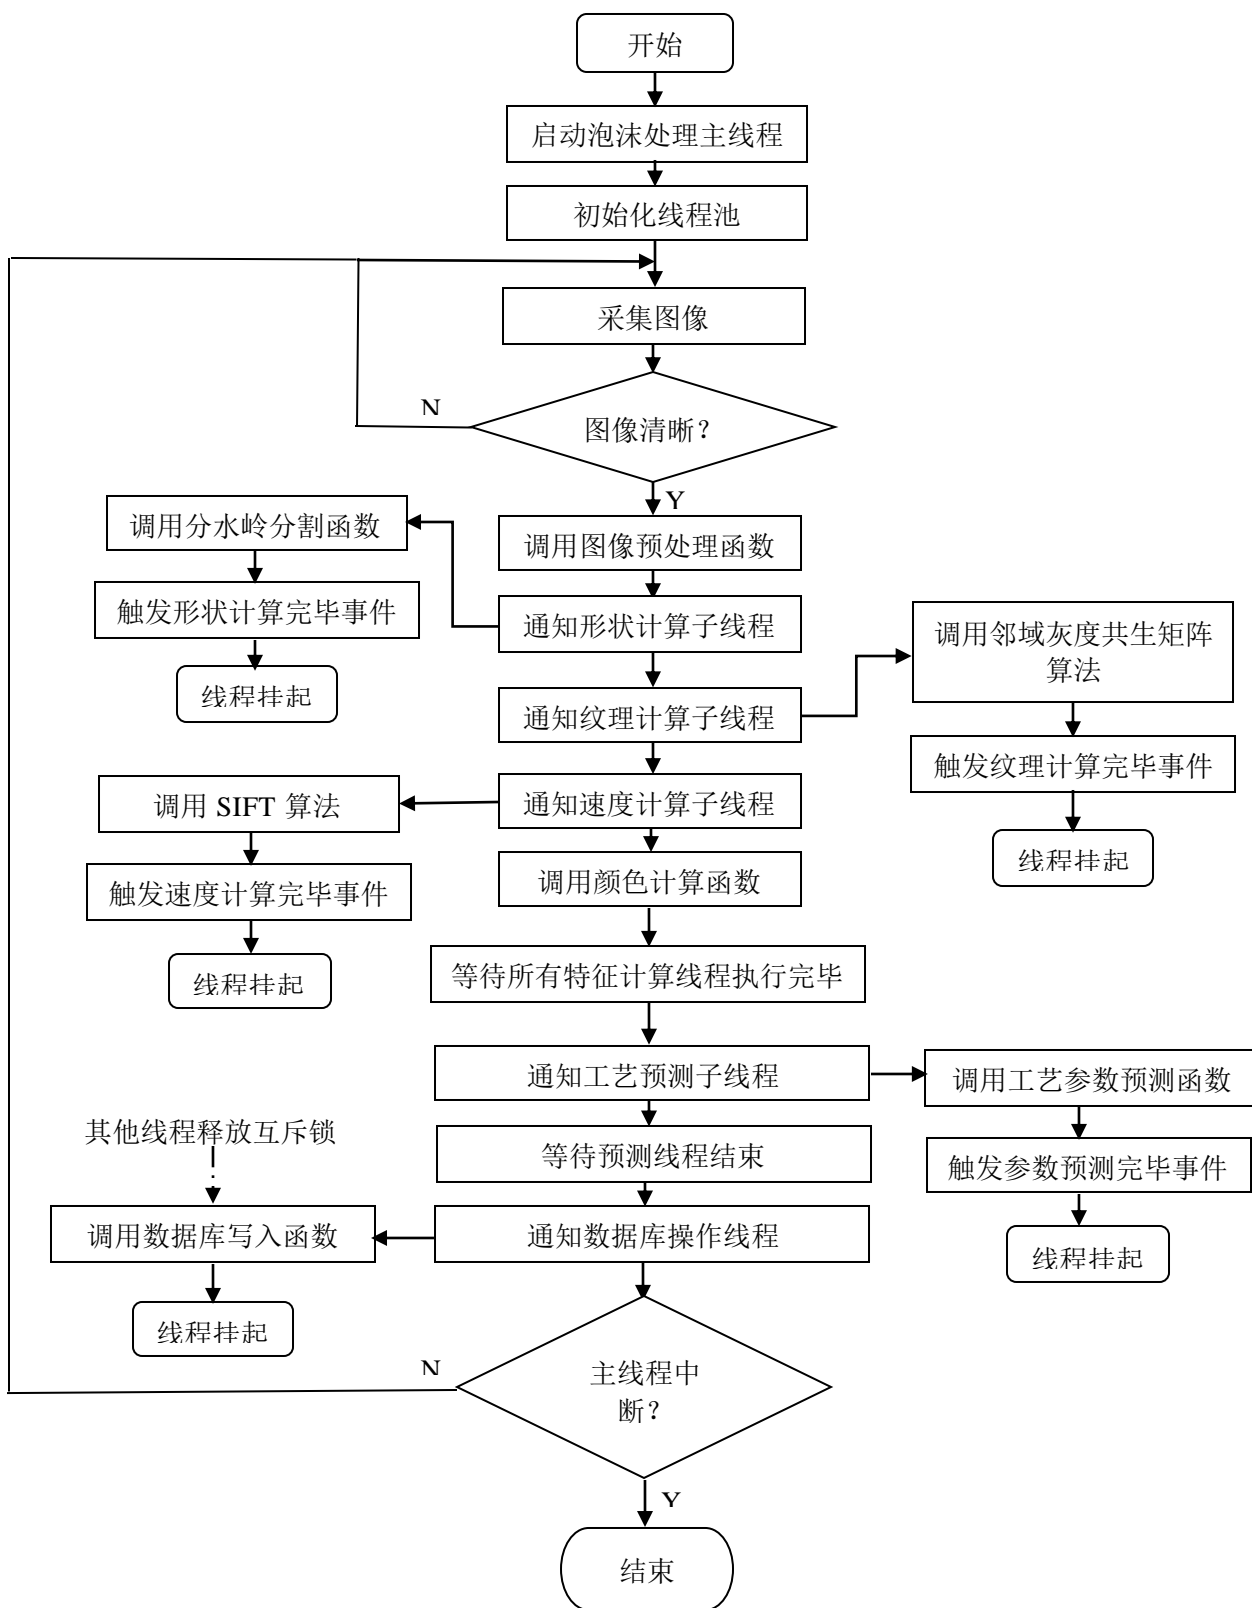 开始
启动泡沫处理主线程
初始化线程池
采集图像
N
图像清晰？
Y
调用分水岭分割函数
调用图像预处理函数
触发形状计算完毕事件
通知形状计算子线程
调用邻域灰度共生矩阵
算法
线程挂起
通知纹理计算子线程
触发纹理计算完毕事件
调用 SIFT 算法
通知速度计算子线程
线程挂起
触发速度计算完毕事件
调用颜色计算函数
线程挂起
等待所有特征计算线程执行完毕
通知工艺预测子线程
调用工艺参数预测函数
其他线程释放互斥锁
等待预测线程结束
触发参数预测完毕事件
调用数据库写入函数
通知数据库操作线程
线程挂起
线程挂起
N
主线程中
断？
Y
结束